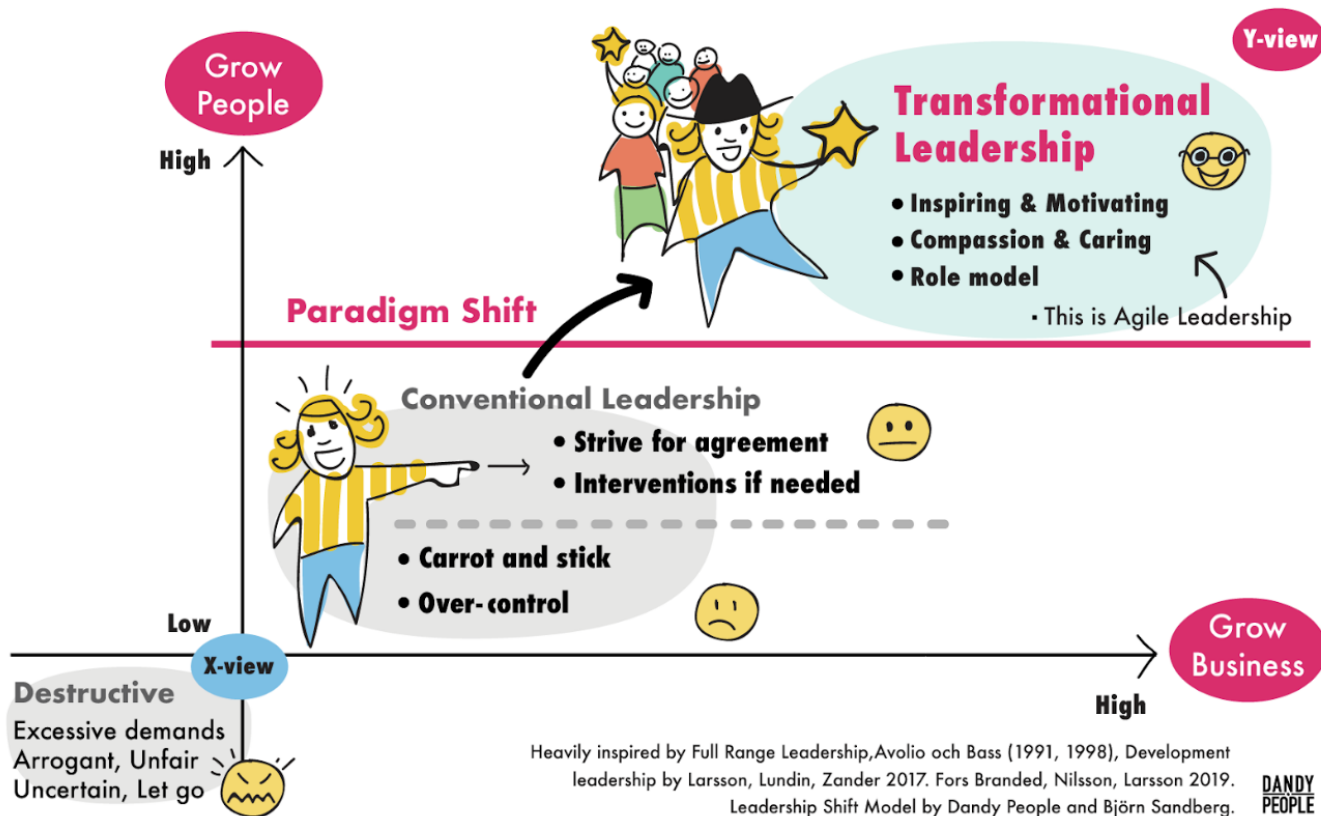 Grow
People
Y-view
High
Transformational
Leadership
• Inspiring & Motivating
• Compassion & Caring
• Role model
• This is Agile Leadership
Paradigm Shift
Conventional Leadership
• Strive for agreement
• Interventions if needed
• Carrot and stick
• Over-control
Low
X-view
Grow
Business
High
Destructive
Excessive demands
Arrogant, Unfair
Uncertain, Let go
Heavily inspired by Full Range Leadership,Avolio och Bass (1991, 1998), Development
leadership by Larsson, Lundin, Zander 2017. Fors Branded, Nilsson, Larsson 2019.
Leadership Shift Model by Dandy People and Björn Sandberg.
DANDY
PEOPLE